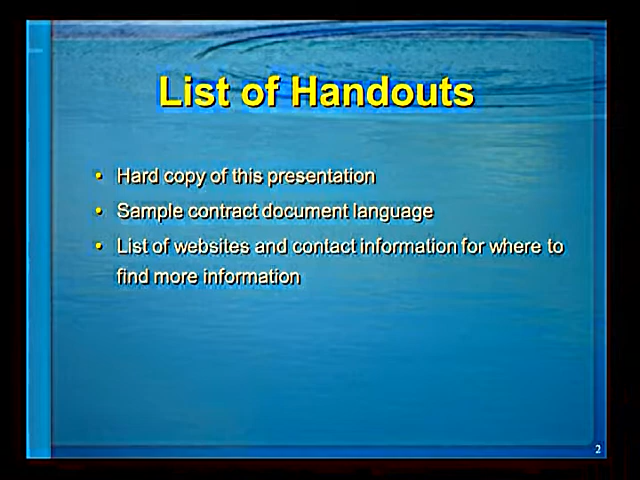 List of Handouts
• Hard copy of this presentation
• Sample contract document language
• List of websites and contact information for where to
find more information
2